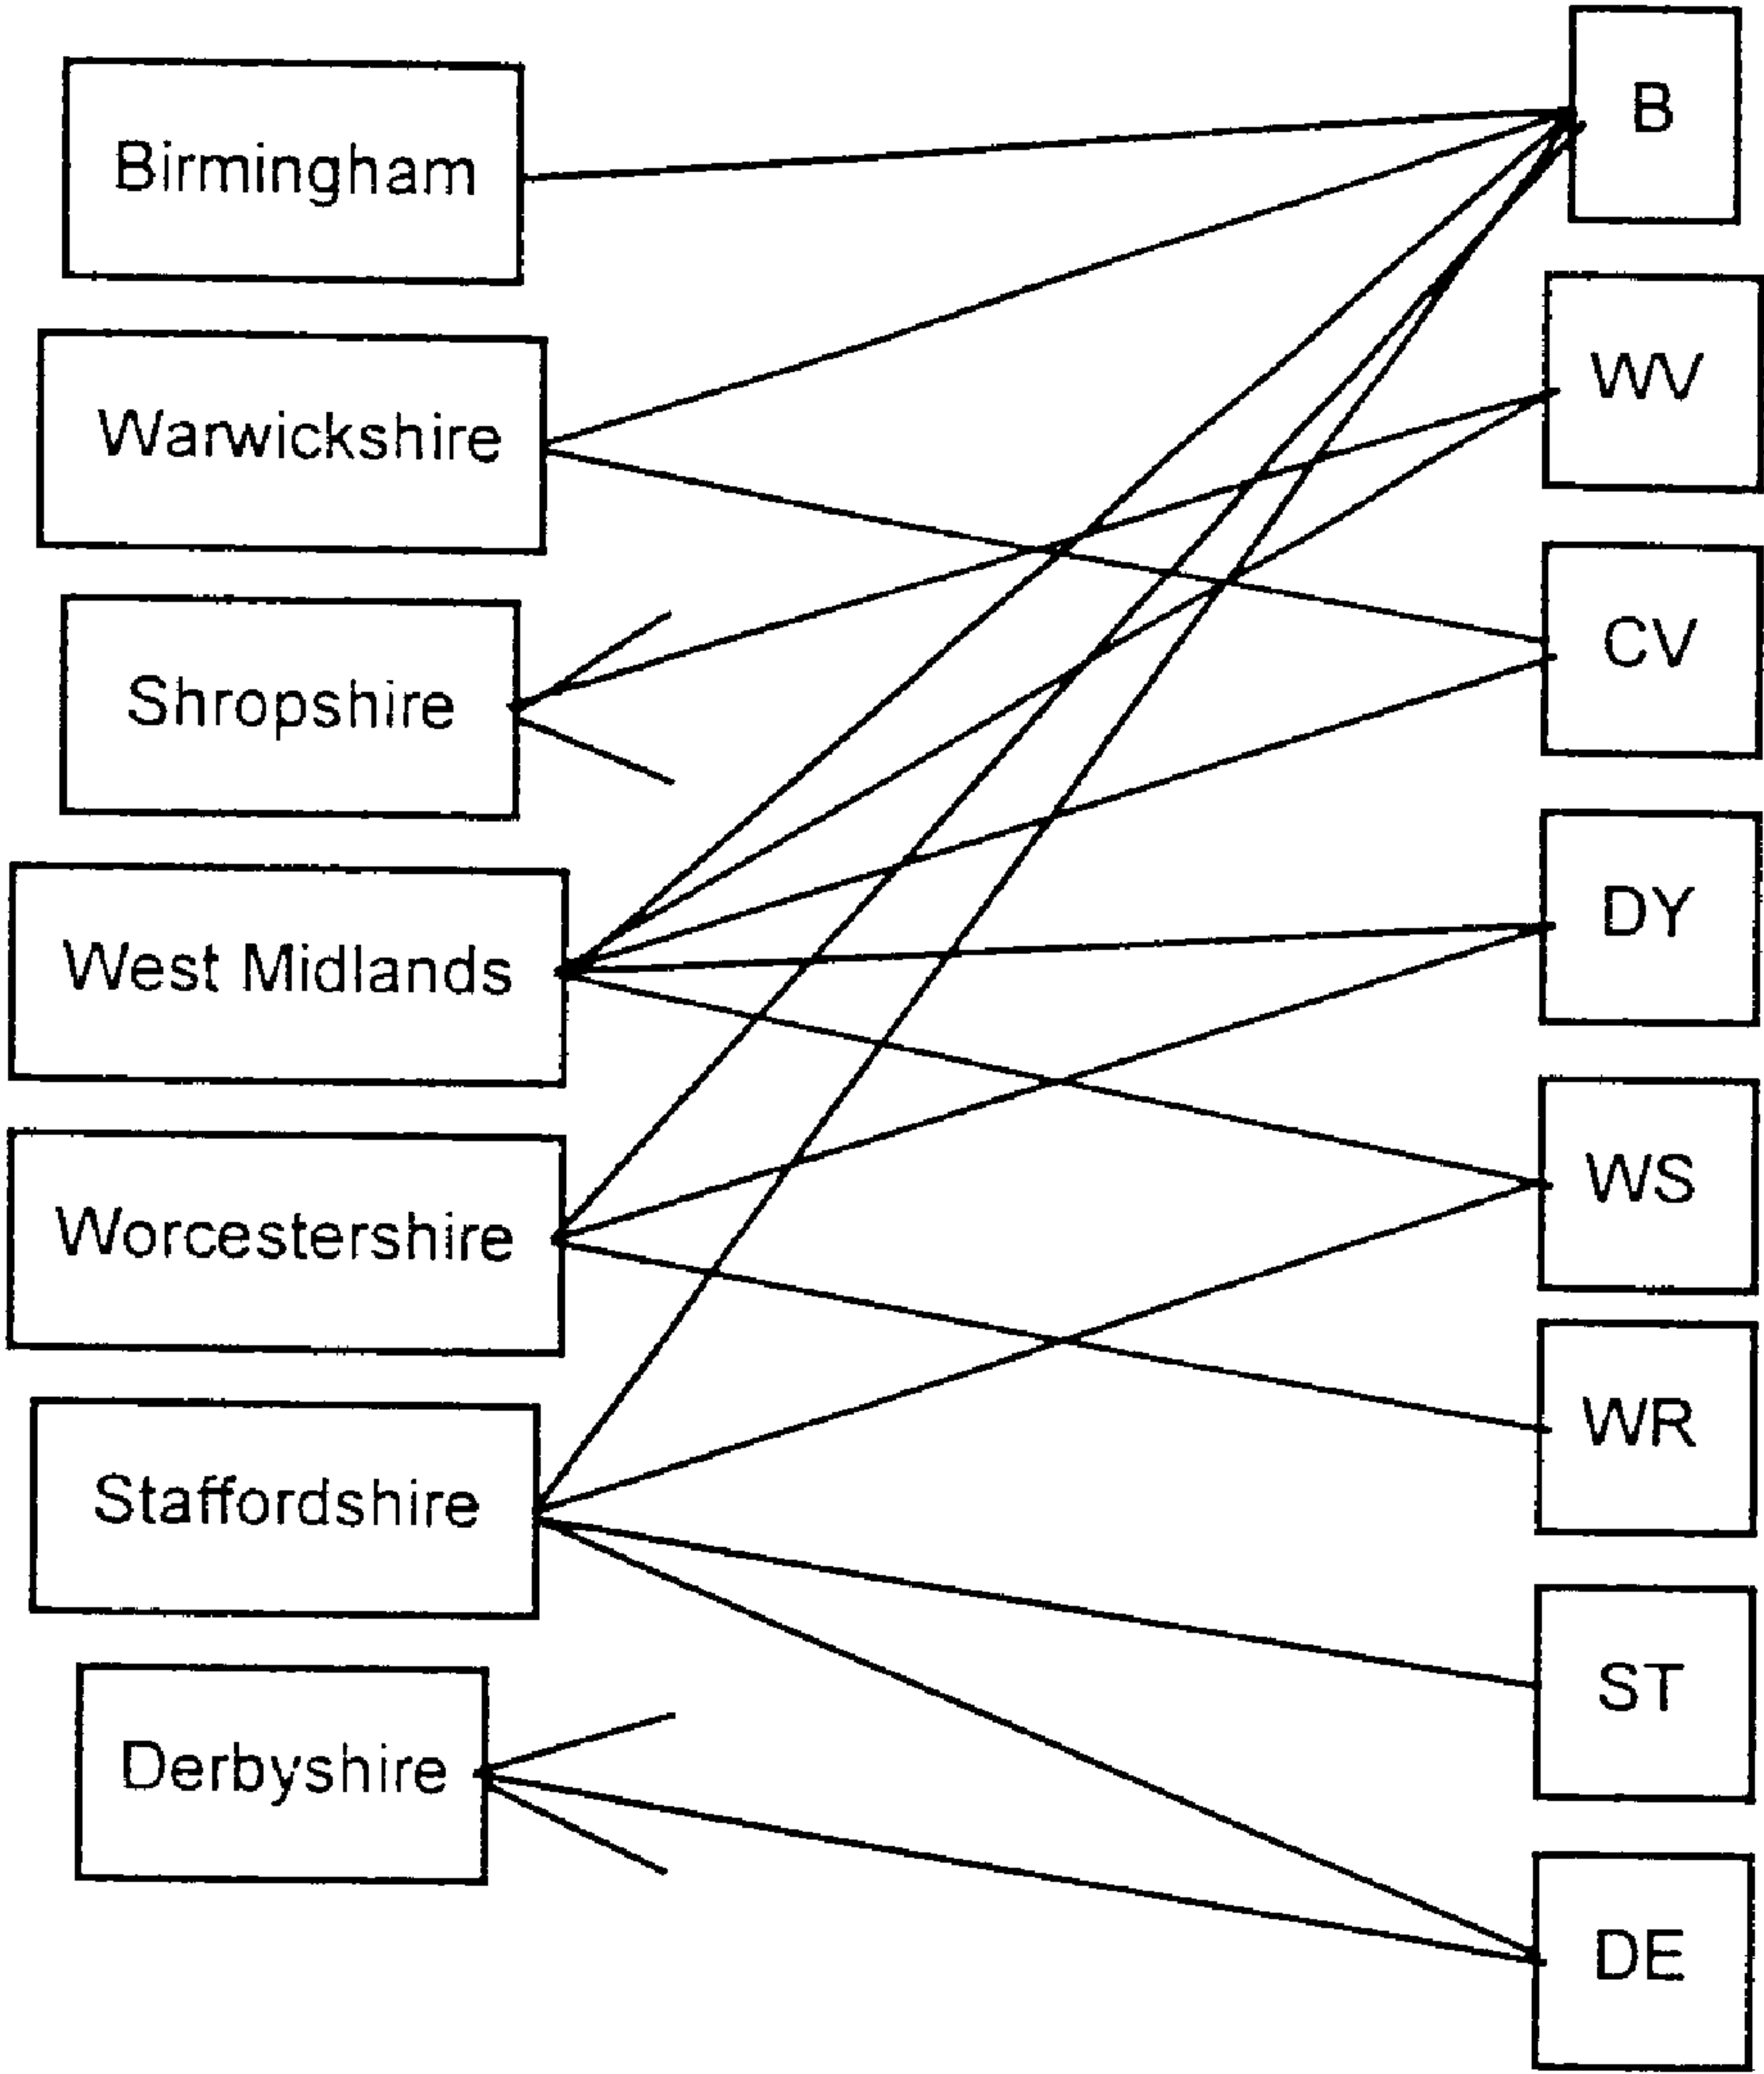 Birmingham
Warwickshire
Shropshire
West Midlands
Worcestershire
Staffordshire
Derbyshire
B
WV
CV
DY
WS
WR
ST
DE